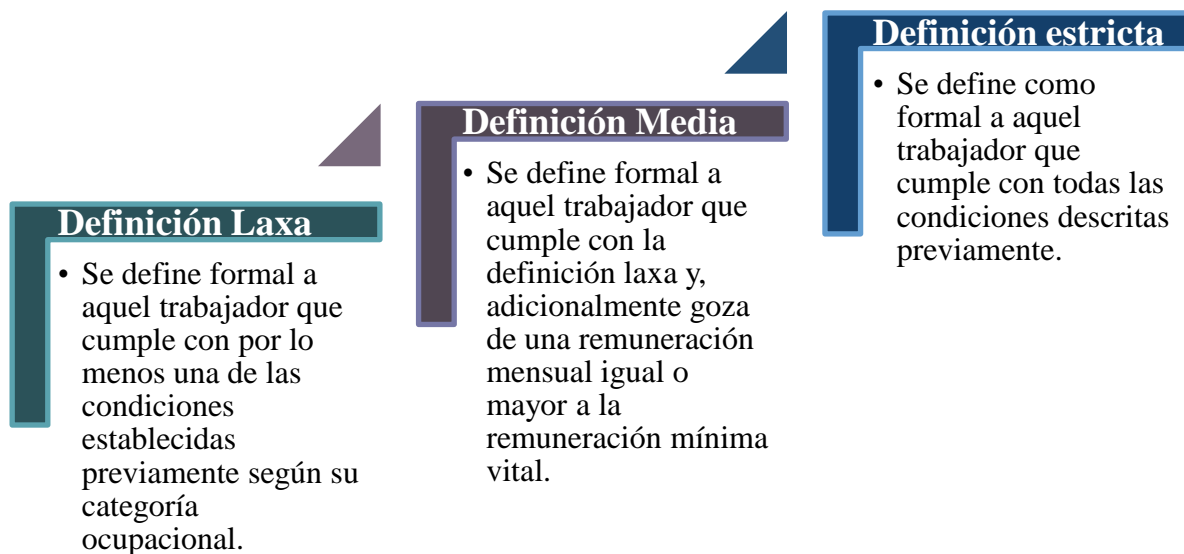 Definición Laxa
• Se define formal a
aquel trabajador que
cumple con por lo
menos una de las
condiciones
establecidas
previamente según su
categoría
ocupacional.
Definición Media
• Se define formal a
aquel trabajador que
cumple con la
definición laxa y,
adicionalmente goza
de una remuneración
mensual igual o
mayor a la
remuneración mínima
vital.
Definición estricta
• Se define como
formal a aquel
trabajador que
cumple con todas las
condiciones descritas
previamente.